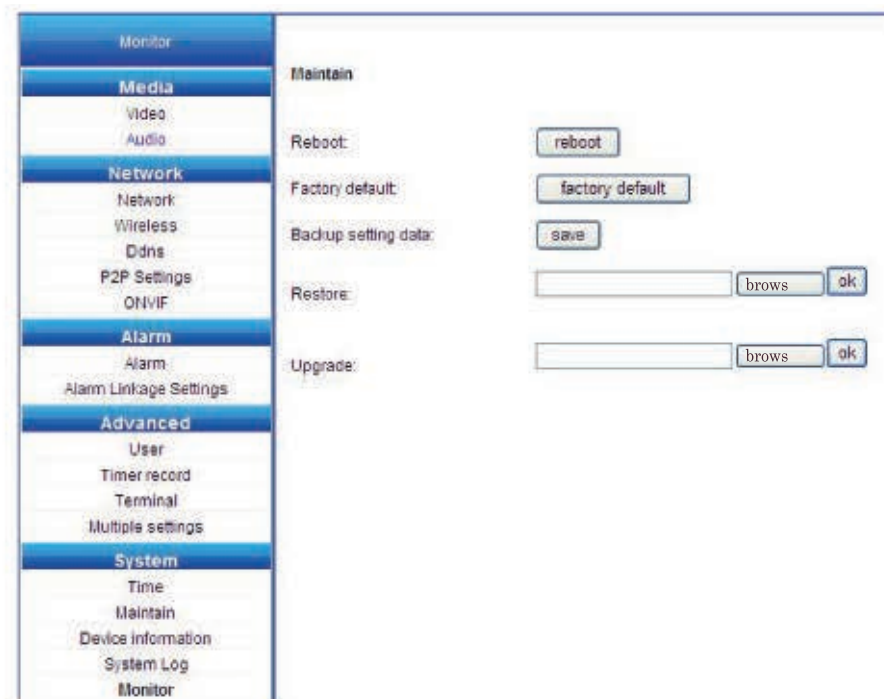 Monitor
Media
Video
Audio
Network
Network
Wireless
Ddns
P2P Settings
ONVIF
Alarm
Alarm
Alarm Linkage Settings
Advanced
User
Timer record
Terminal
Multiple settings
System
Time
Maintain
Device information
System Log
Monitor
Maintain
Reboot: reboot
Factory default: factory default
Backup setting data: save
Restore: brows ok
Upgrade: brows ok